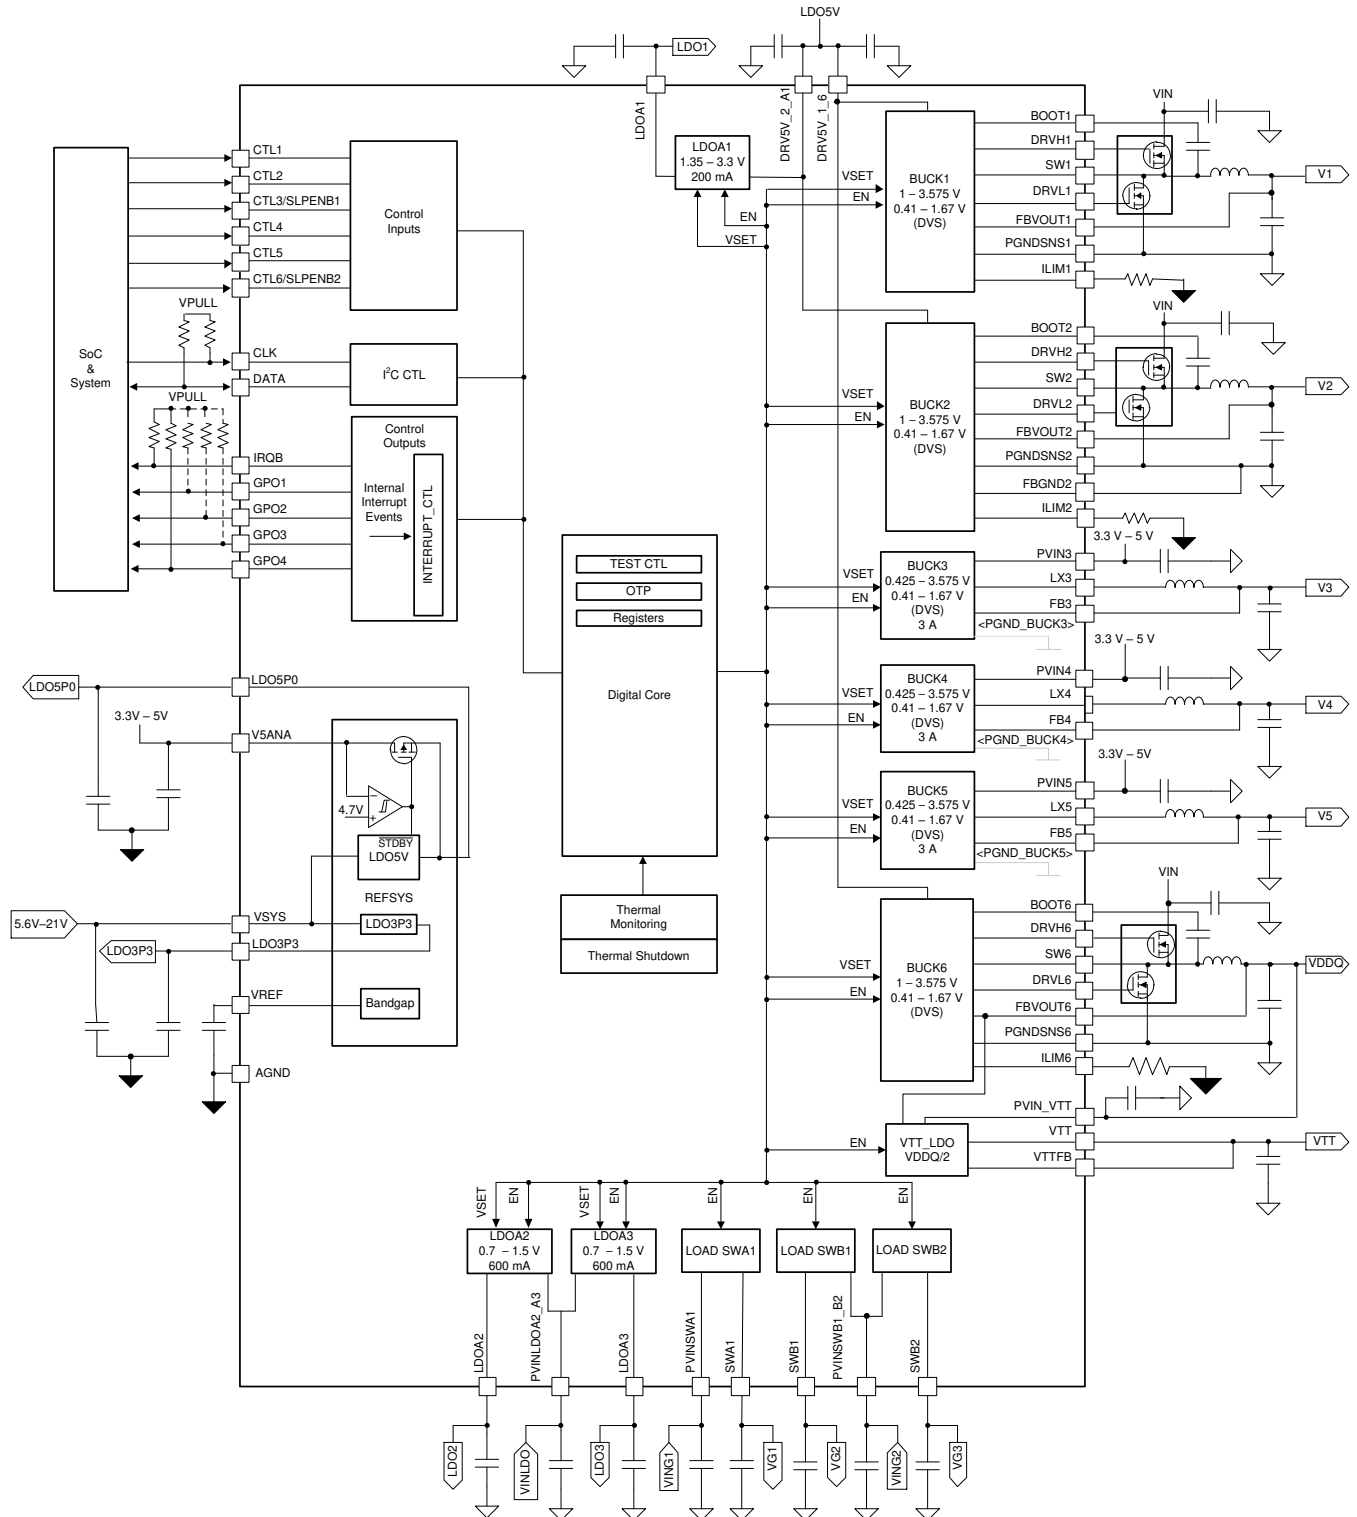 LDO5V
LDO1
LDOA1
DRV5V_2_A1
DRV5V_1_6
SoC
&
System
CTL1
CTL2
CTL3/SLPENB1
CTL4
CTL5
CTL6/SLPENB2
Control
Inputs
VPULL
CLK
DATA
I²C CTL
VPULL
IRQB
GPO1
GPO2
GPO3
GPO4
Control
Outputs
Internal
Interrupt
Events
INTERRUPT_CTL
LDOA1
1.35 – 3.3 V
200 mA
EN
VSET
VSET
EN
BUCK1
1 – 3.575 V
0.41 – 1.67 V
(DVS)
BOOT1
DRVH1
SW1
DRVL1
FBVOUT1
PGNDSNS1
ILIM1
VIN
V1
VSET
EN
BUCK2
1 – 3.575 V
0.41 – 1.67 V
(DVS)
BOOT2
DRVH2
SW2
DRVL2
FBVOUT2
PGNDSNS2
FBGND2
ILIM2
VIN
V2
VSET
EN
BUCK3
0.425 – 3.575 V
0.41 – 1.67 V
(DVS)
3 A
PVIN3
LX3
FB3
<PGND_BUCK3>
3.3 V – 5 V
V3
VSET
EN
BUCK4
0.425 – 3.575 V
0.41 – 1.67 V
(DVS)
3 A
PVIN4
LX4
FB4
<PGND_BUCK4>
3.3 V – 5 V
V4
VSET
EN
BUCK5
0.425 – 3.575 V
0.41 – 1.67 V
(DVS)
3 A
PVIN5
LX5
FB5
<PGND_BUCK5>
3.3V – 5V
V5
VSET
EN
BUCK6
1 – 3.575 V
0.41 – 1.67 V
(DVS)
BOOT6
DRVH6
SW6
DRVL6
FBVOUT6
PGNDSNS6
ILIM6
VIN
VDDQ
EN
VTT_LDO
VDDQ/2
PVIN_VTT
VTT
VTTFB
VTT
TEST CTL
OTP
Registers
Digital Core
Thermal
Monitoring
Thermal Shutdown
LDO5P0
LDO5P0
3.3V – 5V
V5ANA
4.7V
−
+
STDBY
LDO5V
REFSYS
5.6V–21V
VSYS
LDO3P3
LDO3P3
LDO3P3
VREF
Bandgap
AGND
VSET
EN
VSET
EN
EN
EN
EN
LDOA2
0.7 – 1.5 V
600 mA
LDOA3
0.7 – 1.5 V
600 mA
LOAD SWA1
LOAD SWB1
LOAD SWB2
LDOA2
PVINLDOA2_A3
LDOA3
PVINSWA1
SWA1
SWB1
PVINSWB1_B2
SWB2
LDO2
VINLDO
LDO3
VING1
VG1
VG2
VING2
VG3